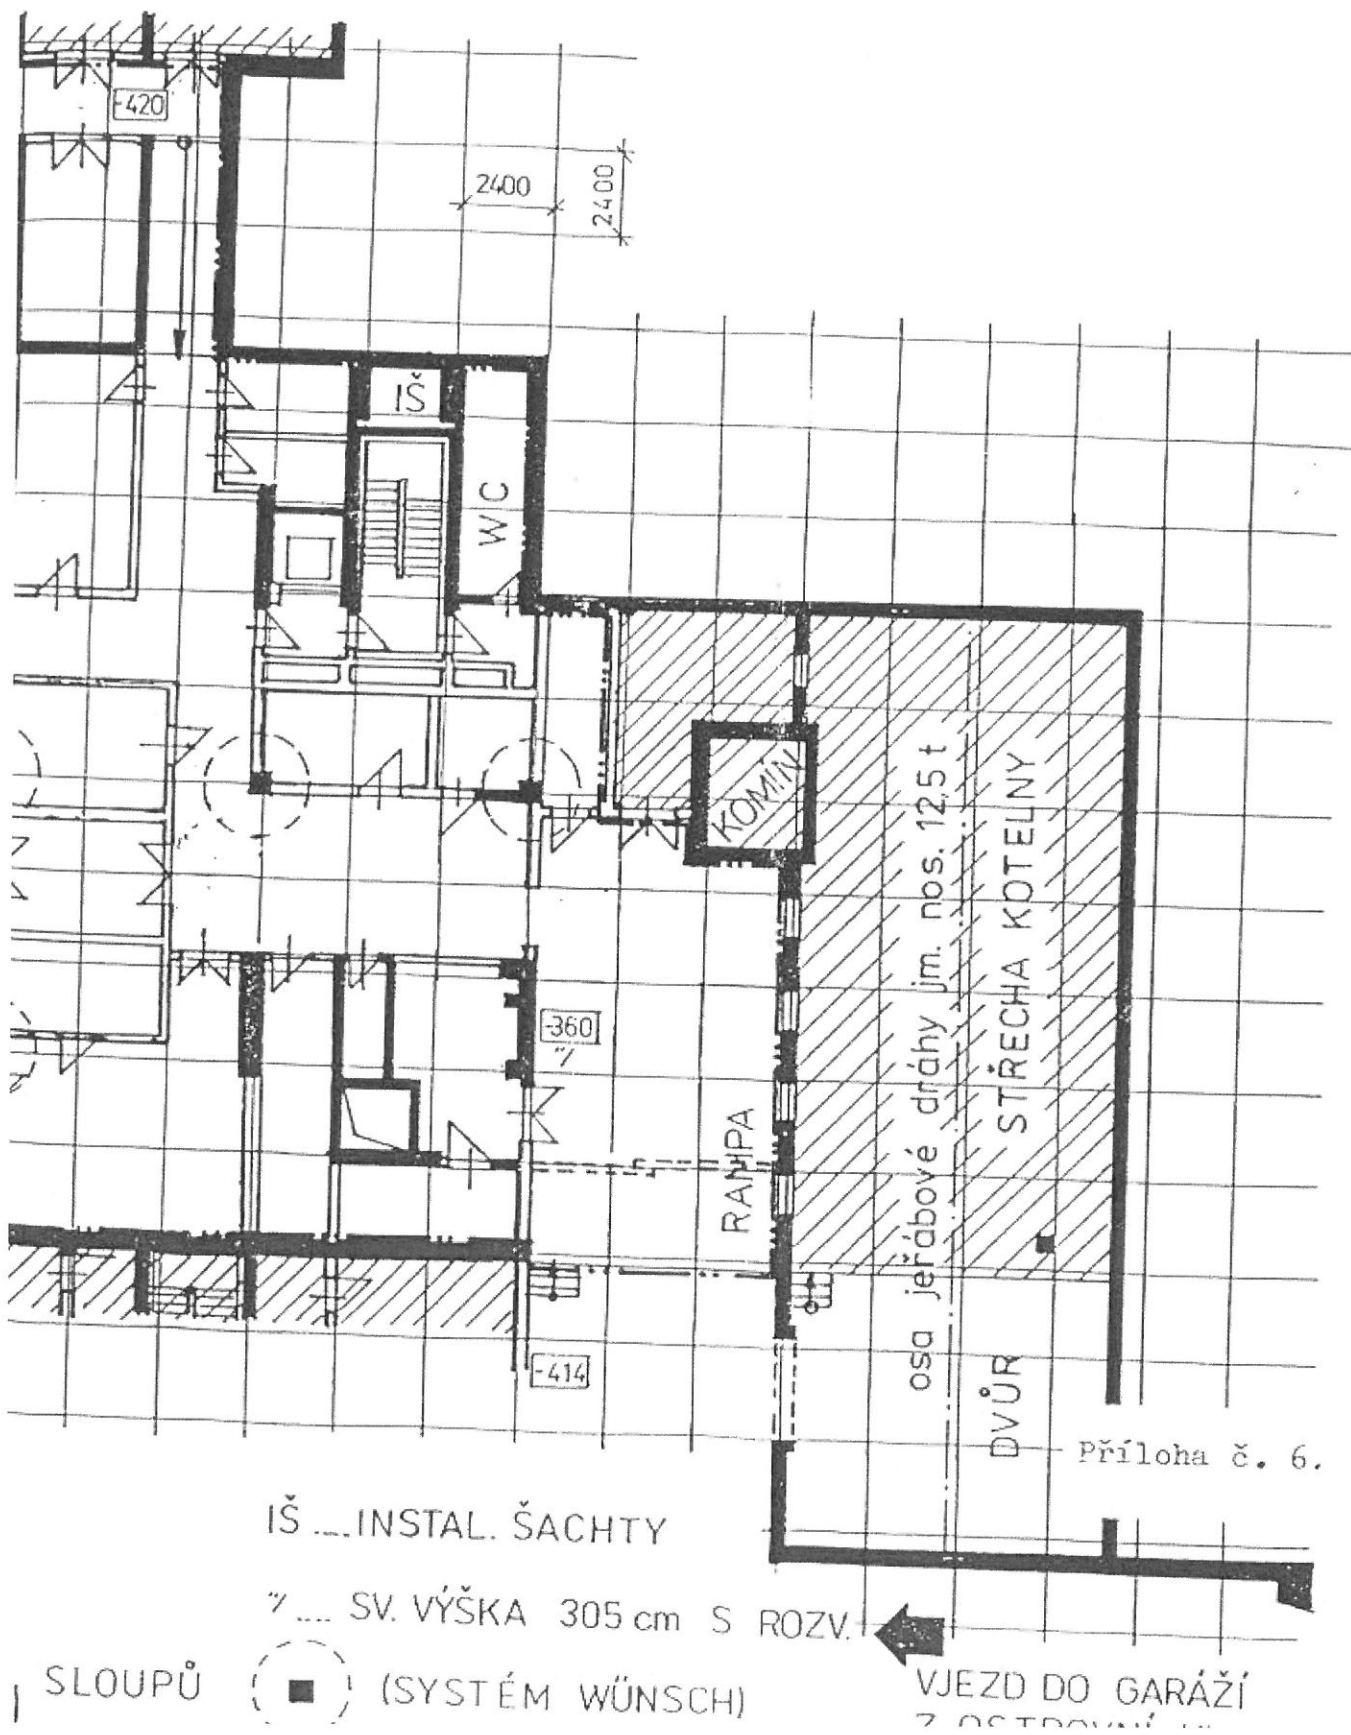 -420
2400
2400
IŠ
WC
KOMÍN
osa jeřábové dráhy jm. nos. 12,5 t
STŘECHA KOTELNY
-360
"/
RAMPA
-414
DVŮR
Příloha č. 6.
IŠ .... INSTAL. ŠACHTY
"/ .... SV. VÝŠKA 305 cm S ROZV.
SLOUPŮ (SYSTÉM WÜNSCH)
VJEZD DO GARÁŽÍ